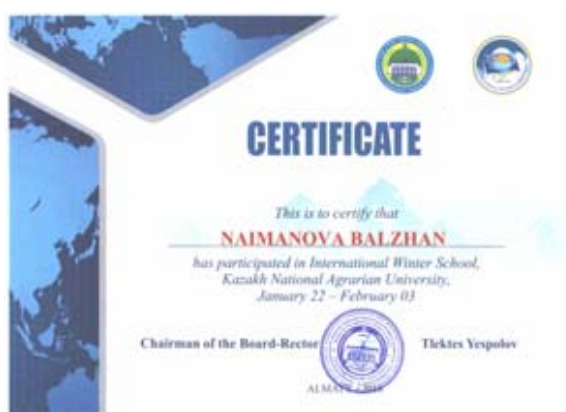 CERTIFICATE
This is to certify that
NAIMANOVA BALZHAN
has participated in International Winter School,
Kazakh National Agrarian University,
January 22 – February 03
Chairman of the Board-Rector Tlektes Yespolov
ALMATY